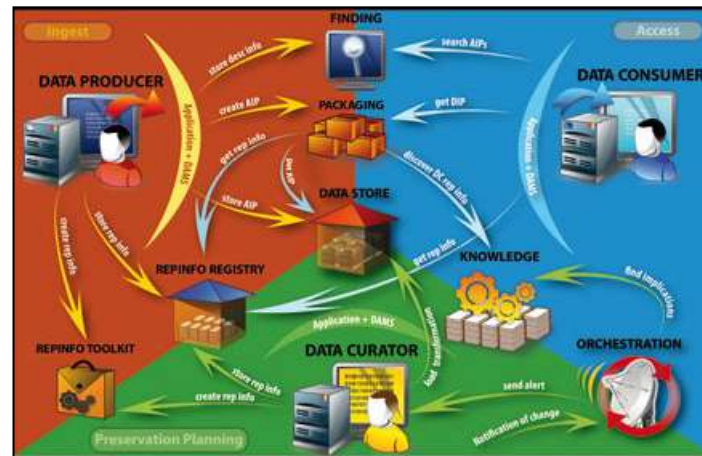 Ingest
FINDING
Access
store desc info
search AIPs
DATA PRODUCER
DATA CONSUMER
create AIP
PACKAGING
get DIP
Application + DAMS
Application + DAMS
get rep info
get AIP
discover DC rep info
DATA STORE
store AIP
create rep info
store rep info
get rep info
REPINFO REGISTRY
KNOWLEDGE
find implications
Application + DAMS
load transformation
REPINFO TOOLKIT
DATA CURATOR
ORCHESTRATION
store rep info
send alert
create rep info
Notification of change
Preservation Planning